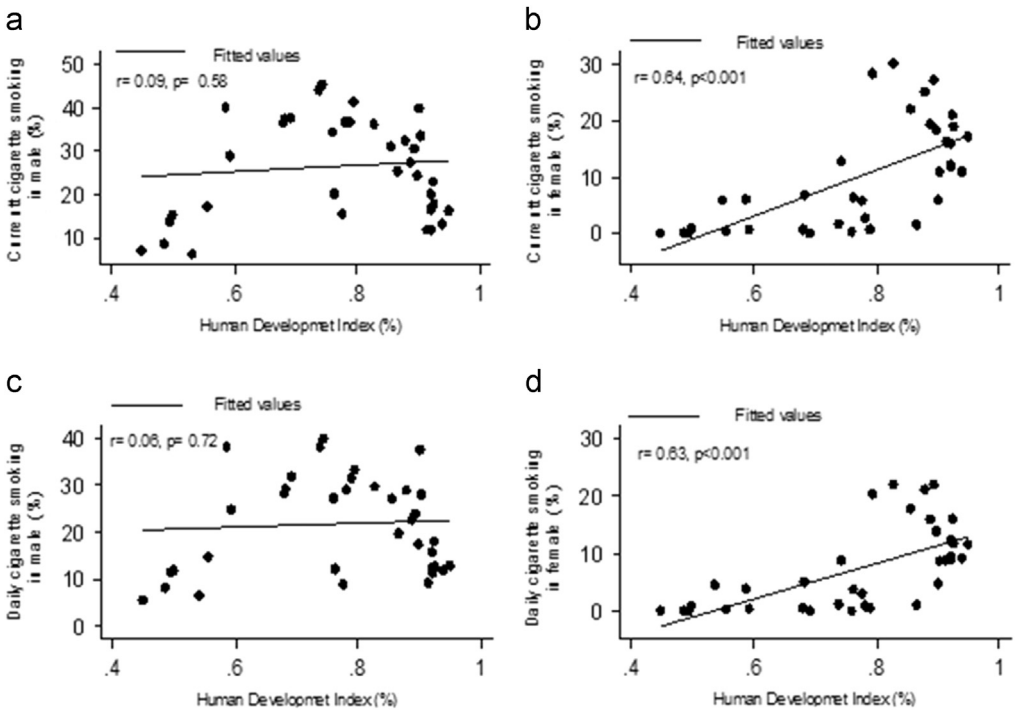 a
Fitted values
r= 0.09, p= 0.58
50
40
30
20
10
.4 .6 .8 1
Current cigarette smoking
in male (%)
Human Developmet Index (%)
b
Fitted values
r= 0.64, p<0.001
30
20
10
0
.4 .6 .8 1
Current cigarette smoking
in female (%)
Human Developmet Index (%)
c
Fitted values
r= 0.06, p= 0.72
40
30
20
10
0
.4 .6 .8 1
Daily cigarette smoking
in male (%)
Human Developmet Index (%)
d
Fitted values
r= 0.63, p<0.001
30
20
10
0
.4 .6 .8 1
Daily cigarette smoking
in female (%)
Human Developmet Index (%)